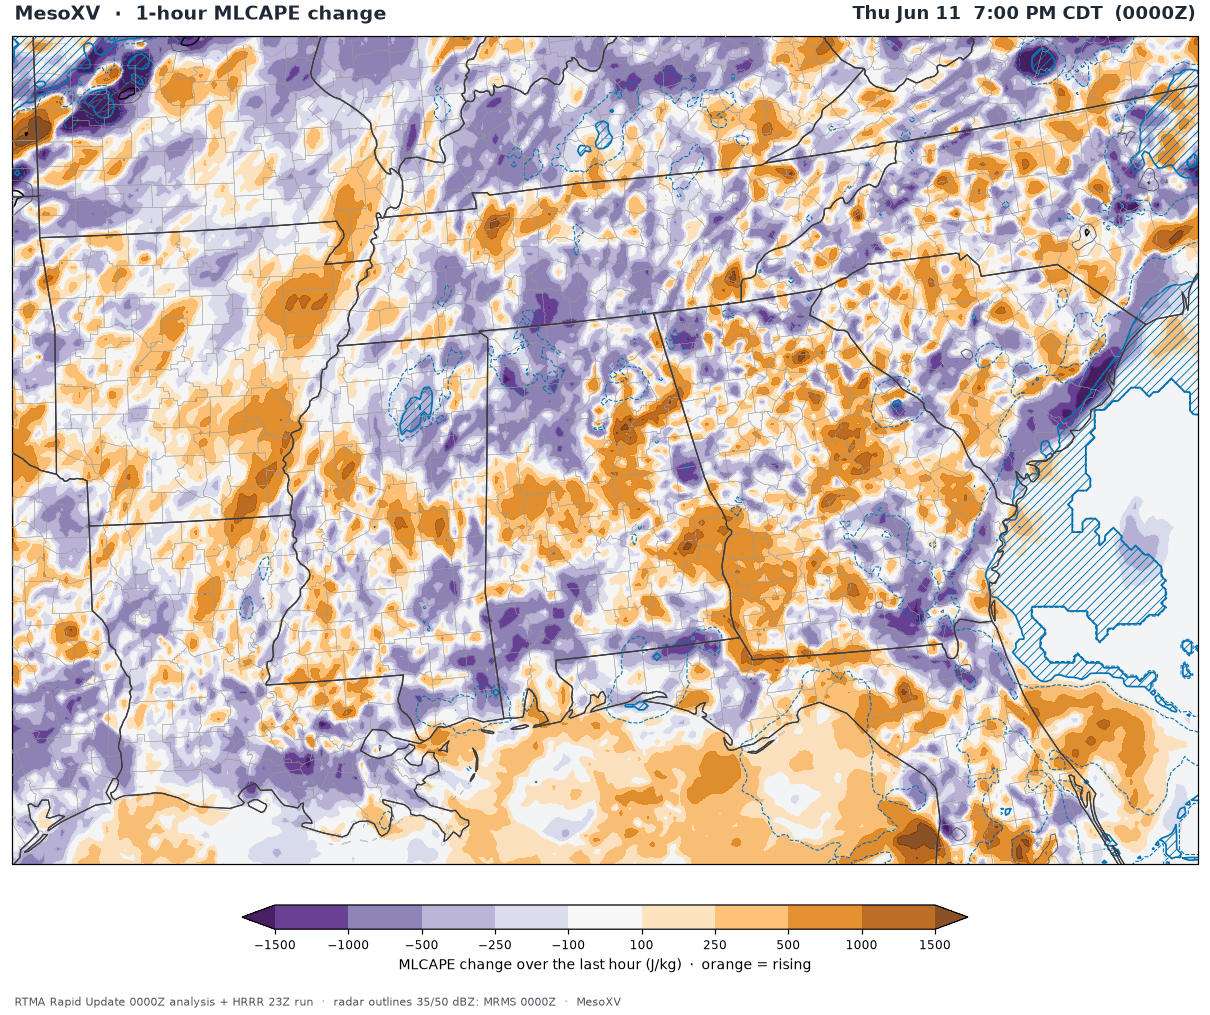 MesoXV · 1-hour MLCAPE change
Thu Jun 11 7:00 PM CDT (0000Z)
−1500 −1000 −500 −250 −100 100 250 500 1000 1500
MLCAPE change over the last hour (J/kg) · orange = rising
RTMA Rapid Update 0000Z analysis + HRRR 23Z run · radar outlines 35/50 dBZ: MRMS 0000Z · MesoXV